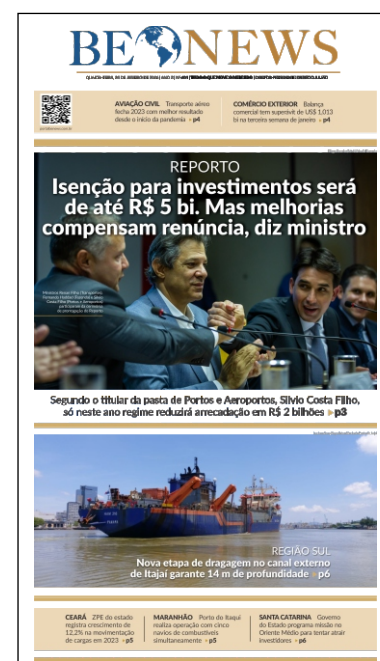 BE NEWS
AVIAÇÃO CIVIL Transporte aéreo
fecha 2023 com melhor resultado
desde o início da pandemia ▸p4
COMÉRCIO EXTERIOR Balança
comercial tem superávit de US$ 1,013
bi na terceira semana de janeiro ▸p4
REPORTO
Isenção para investimentos será
de até R$ 5 bi. Mas melhorias
compensam renúncia, diz ministro
Segundo o titular da pasta de Portos e Aeroportos, Silvio Costa Filho,
só neste ano regime reduzirá arrecadação em R$ 2 bilhões ▸p3
REGIÃO SUL
Nova etapa de dragagem no canal externo
de Itajaí garante 14 m de profundidade ▸p6
CEARÁ ZPE do estado
registra crescimento de
12,2% na movimentação
de cargas em 2023 ▸p5
MARANHÃO Porto do Itaqui
realiza operação com cinco
navios de combustíveis
simultaneamente ▸p5
SANTA CATARINA Governo
do Estado programa missão no
Oriente Médio para tentar atrair
investidores ▸p6